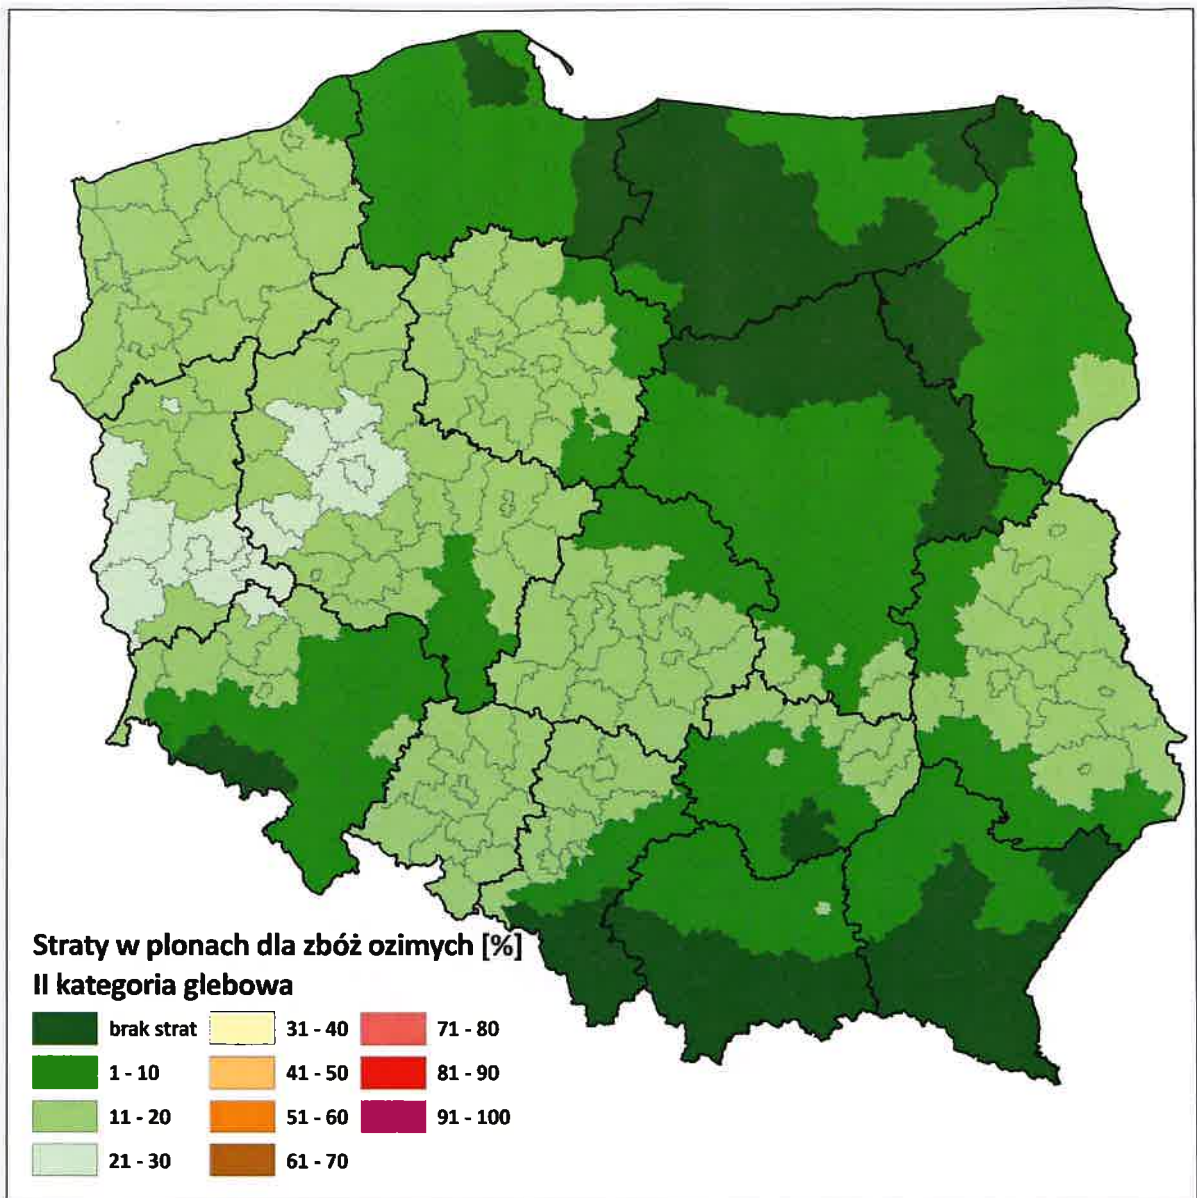 Straty w plonach dla zbóż ozimych [%]
II kategoria glebowa
brak strat
31 - 40
71 - 80
1 - 10
41 - 50
81 - 90
11 - 20
51 - 60
91 - 100
21 - 30
61 - 70